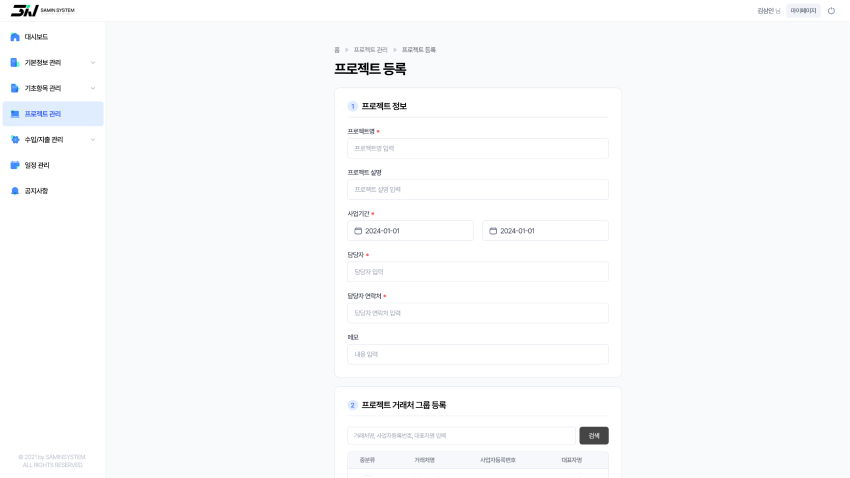 SAMIN SYSTEM
김삼인 님
마이페이지
대시보드
기본정보 관리
기초항목 관리
프로젝트 관리
수입/지출 관리
일정 관리
공지사항
© 2021 by SAMINSYSTEM.
ALL RIGHTS RESERVED.
홈 > 프로젝트 관리 > 프로젝트 등록
프로젝트 등록
1 프로젝트 정보
프로젝트명 *
프로젝트명 입력
프로젝트 설명
프로젝트 설명 입력
사업기간 *
2024-01-01 2024-01-01
담당자 *
담당자 입력
담당자 연락처 *
담당자 연락처 입력
메모
내용 입력
2 프로젝트 거래처 그룹 등록
거래처명, 사업자등록번호, 대표자명 입력 검색
중분류 거래처명 사업자등록번호 대표자명